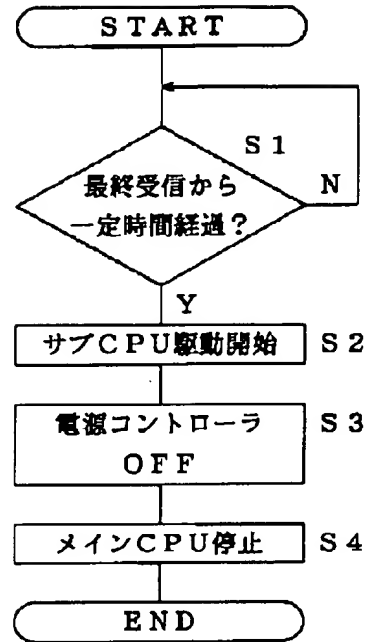 START
S1
最終受信から
一定時間経過?
N
Y
サブCPU駆動開始 S2
電源コントローラ S3
OFF
メインCPU停止 S4
END